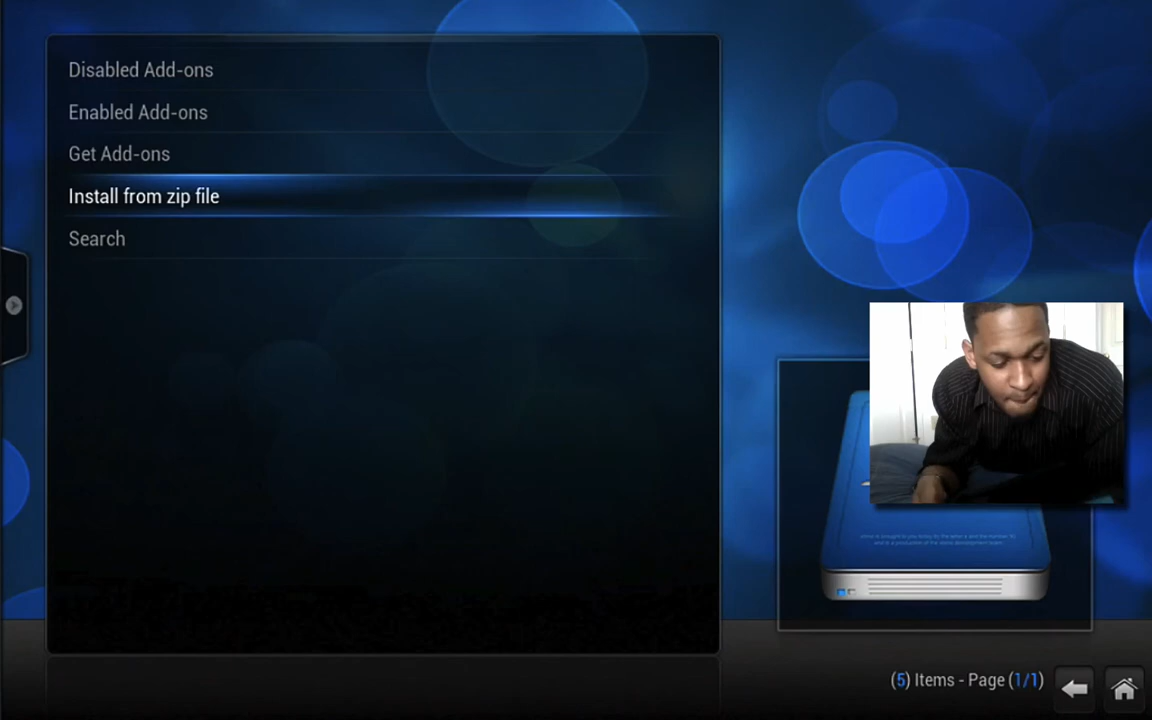 Disabled Add-ons
Enabled Add-ons
Get Add-ons
Install from zip file
Search
(5) Items - Page (1/1)